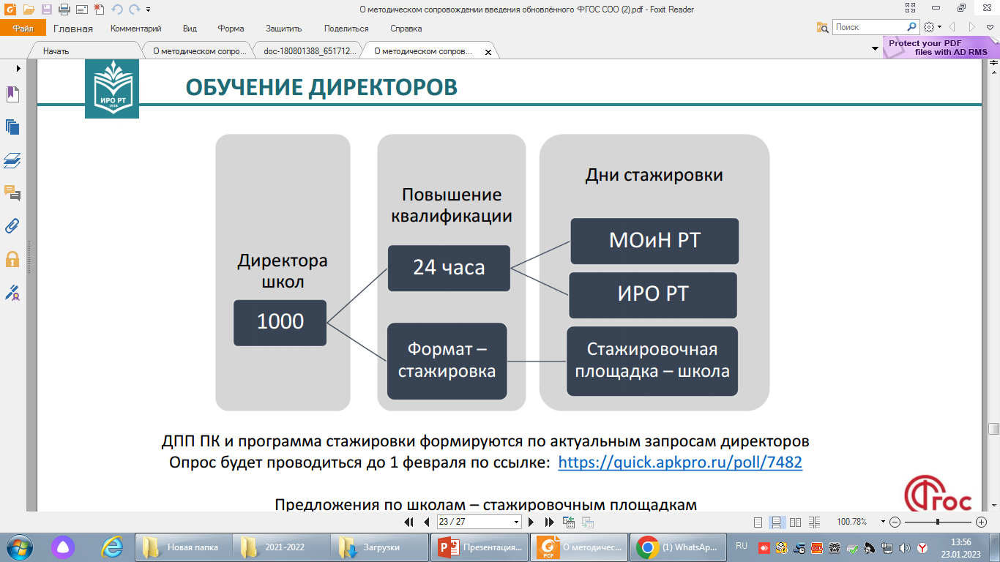 О методическом сопровождении введения обновлённого ФГОС СОО (2).pdf - Foxit Reader
Файл Главная Комментарий Вид Форма Защитить Поделиться Справка Поиск
Начать О методическом сопро... doc-180801388_651712... О методическом сопров...
Protect your PDF
files with AD RMS
ИРО РТ
1928
ОБУЧЕНИЕ ДИРЕКТОРОВ
Директора
школ
1000
Повышение
квалификации
24 часа
Формат –
стажировка
Дни стажировки
МОиН РТ
ИРО РТ
Стажировочная
площадка – школа
ДПП ПК и программа стажировки формируются по актуальным запросам директоров
Опрос будет проводиться до 1 февраля по ссылке: https://quick.apkpro.ru/poll/7482
Предложения по школам – стажировочным площадкам
ФГОС
23 / 27 100.78%
Новая папка 2021-2022 Загрузки Презентация... О методичес... (1) WhatsAp... RU 13:56
23.01.2023